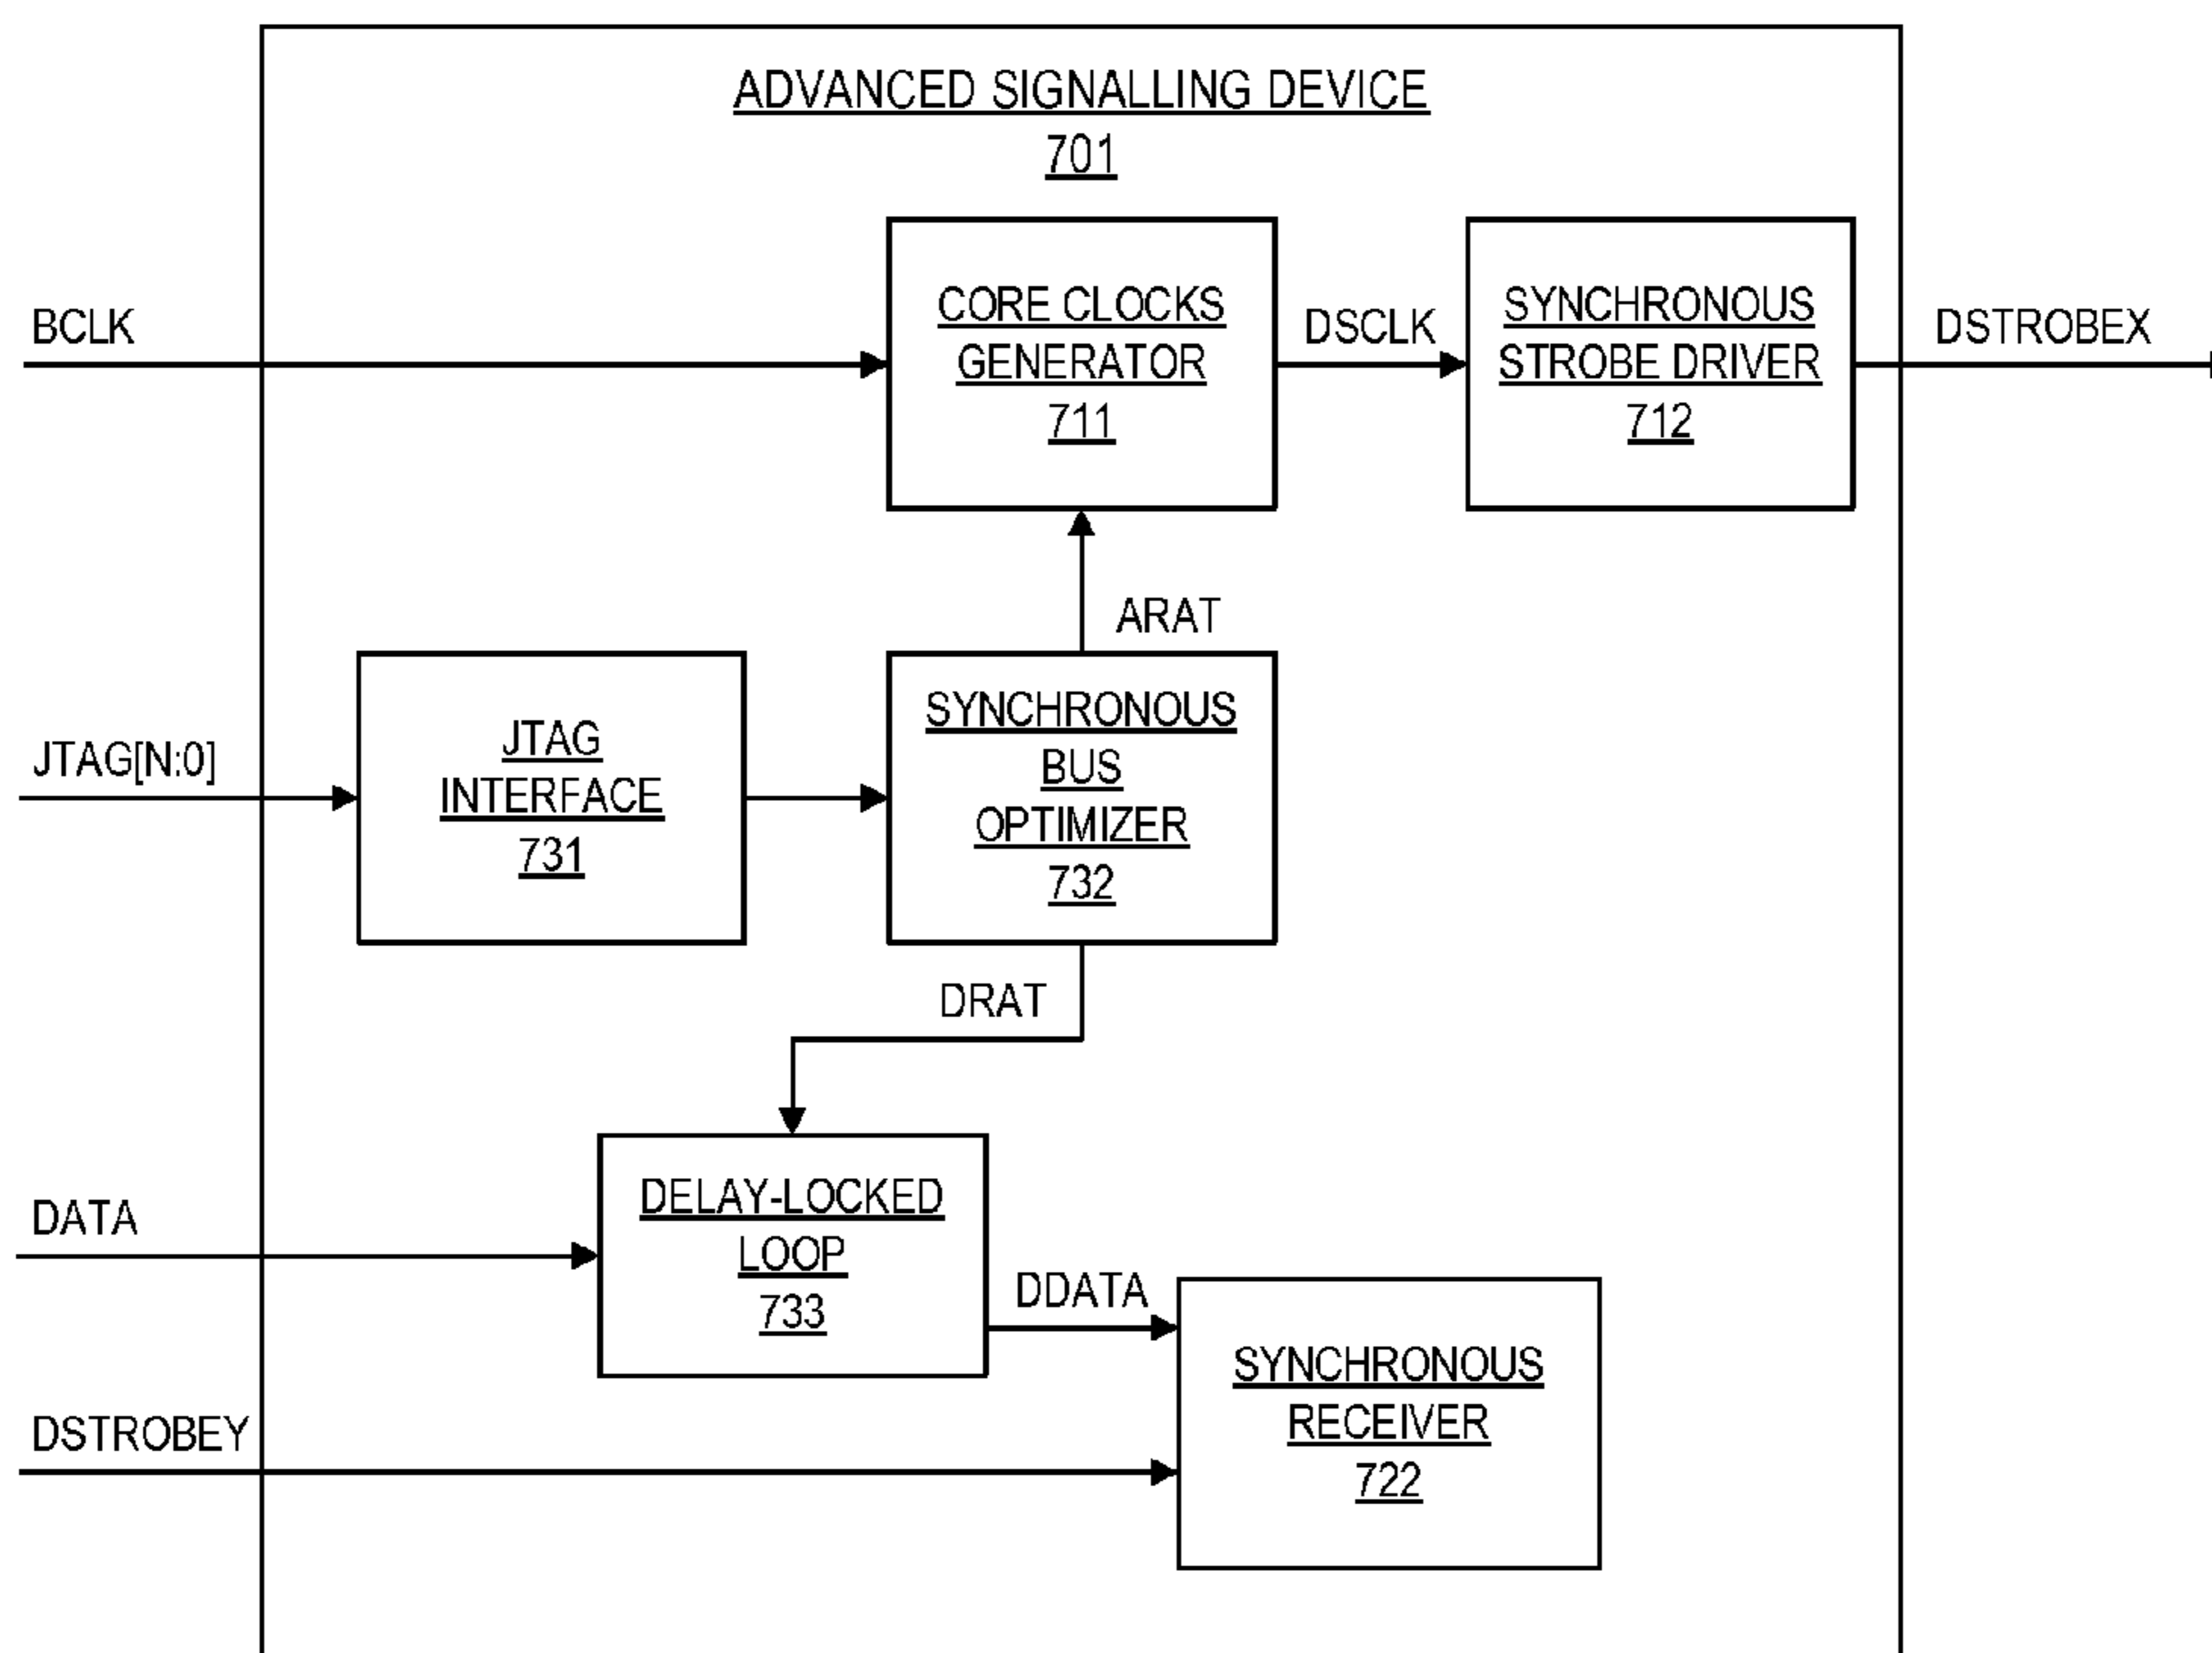 ADVANCED SIGNALLING DEVICE
701
BCLK
CORE CLOCKS
GENERATOR
711
DSCLK
SYNCHRONOUS
STROBE DRIVER
712
DSTROBEX
ARAT
JTAG[N:0]
JTAG
INTERFACE
731
SYNCHRONOUS
BUS
OPTIMIZER
732
DRAT
DATA
DELAY-LOCKED
LOOP
733
DDATA
DSTROBEY
SYNCHRONOUS
RECEIVER
722